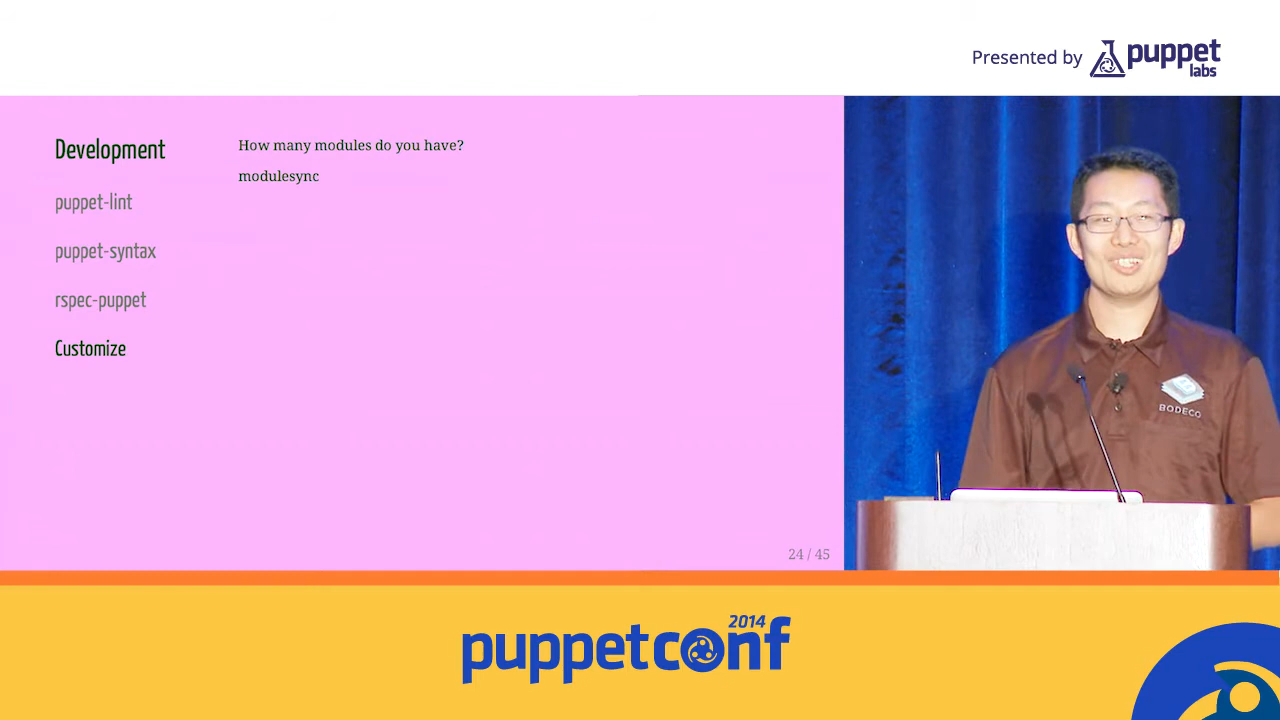 Presented by puppet labs
Development
puppet-lint
puppet-syntax
rspec-puppet
Customize
How many modules do you have?
modulesync
24 / 45
BODECO
2014
puppetconf